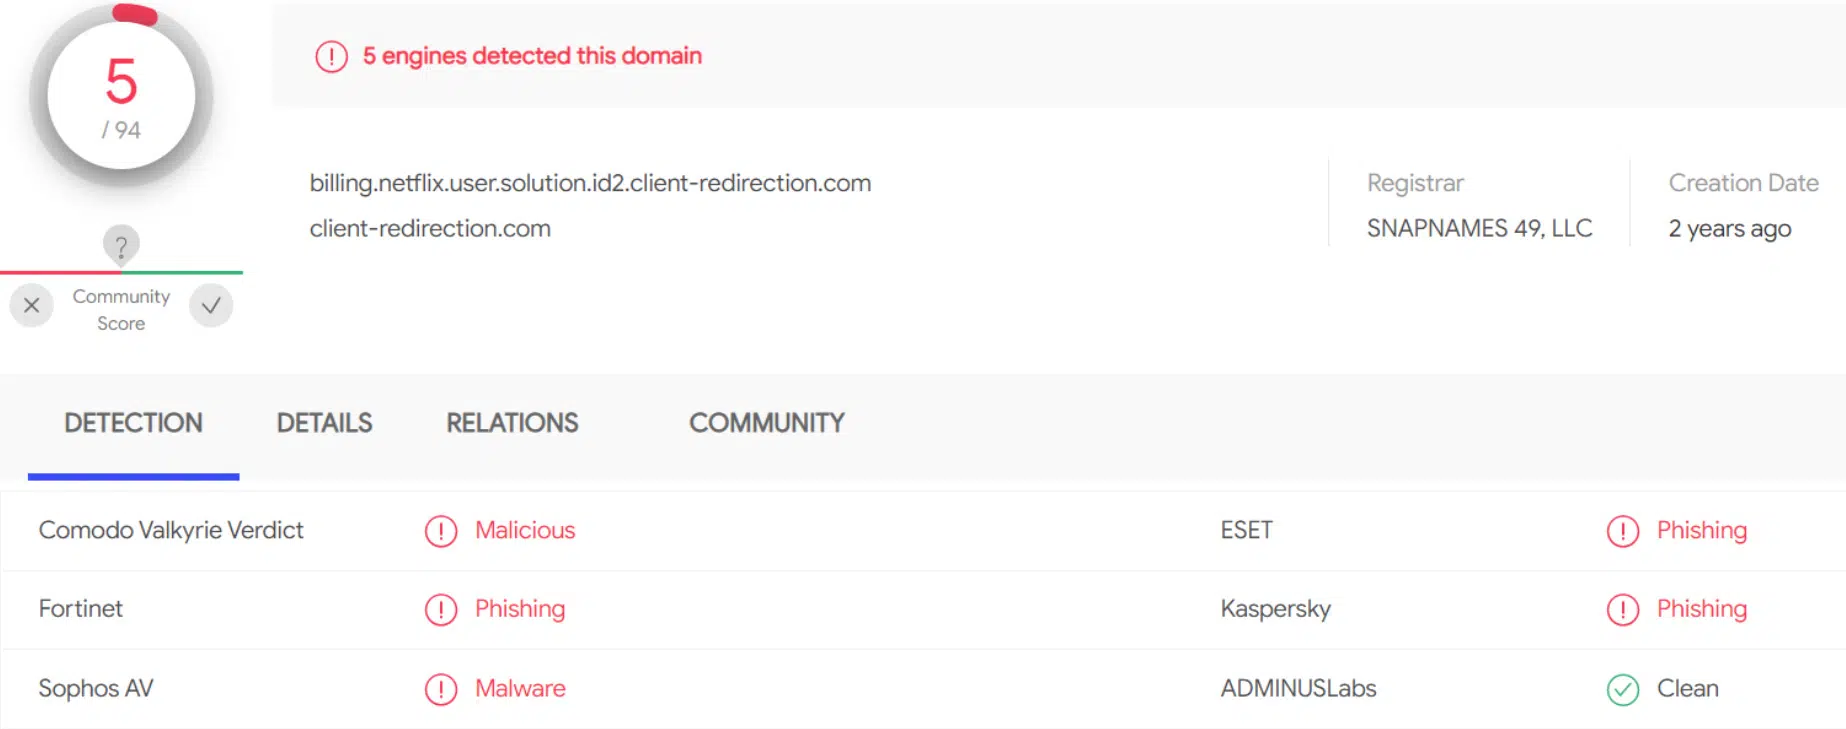 5
/ 94
5 engines detected this domain
billing.netflix.user.solution.id2.client-redirection.com
client-redirection.com
Registrar
SNAPNAMES 49, LLC
Creation Date
2 years ago
?
Community
Score
DETECTION DETAILS RELATIONS COMMUNITY
Comodo Valkyrie Verdict Malicious ESET Phishing
Fortinet Phishing Kaspersky Phishing
Sophos AV Malware ADMINUSLabs Clean